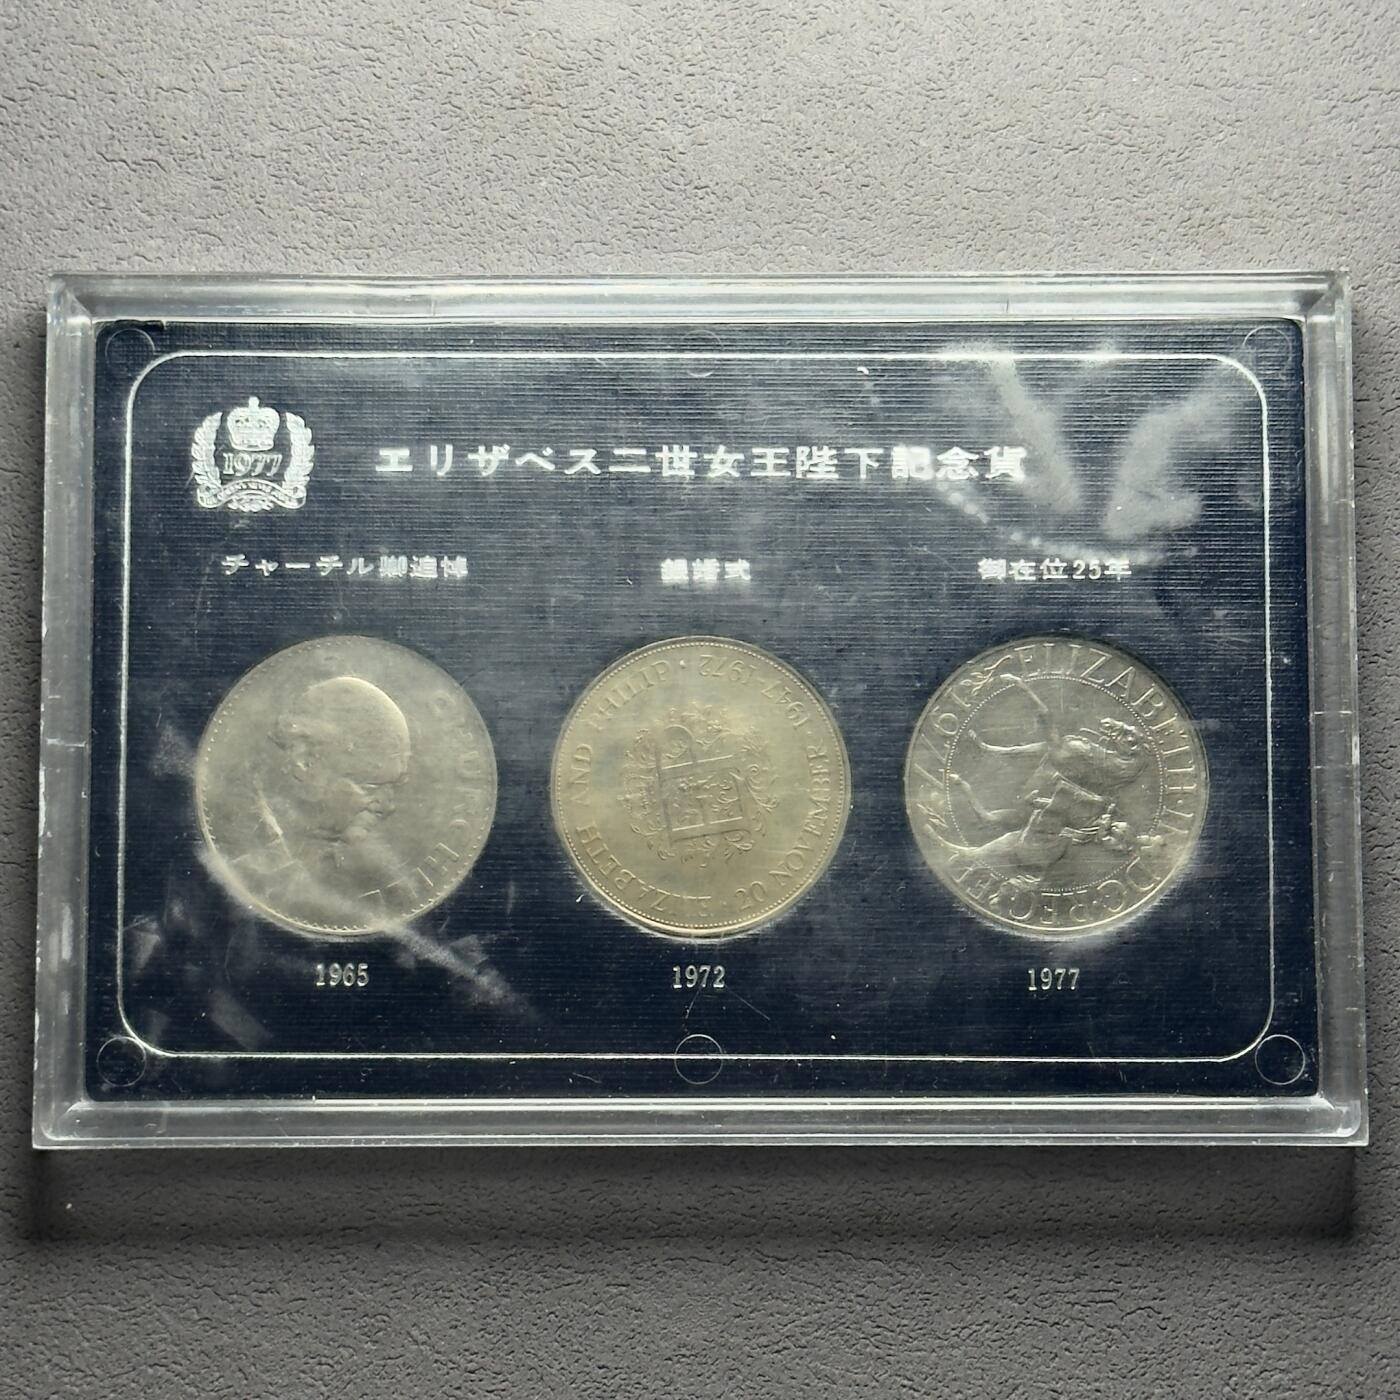 1977
エリザベス二世女王陛下記念貨
チャーチル卿追悼
銀婚式
御在位25年
CHURCHILL
ELIZABETH AND PHILIP · 1947·1972
20 NOVEMBER
1977 ELIZABETH·II DG·REG
1965
1972
1977